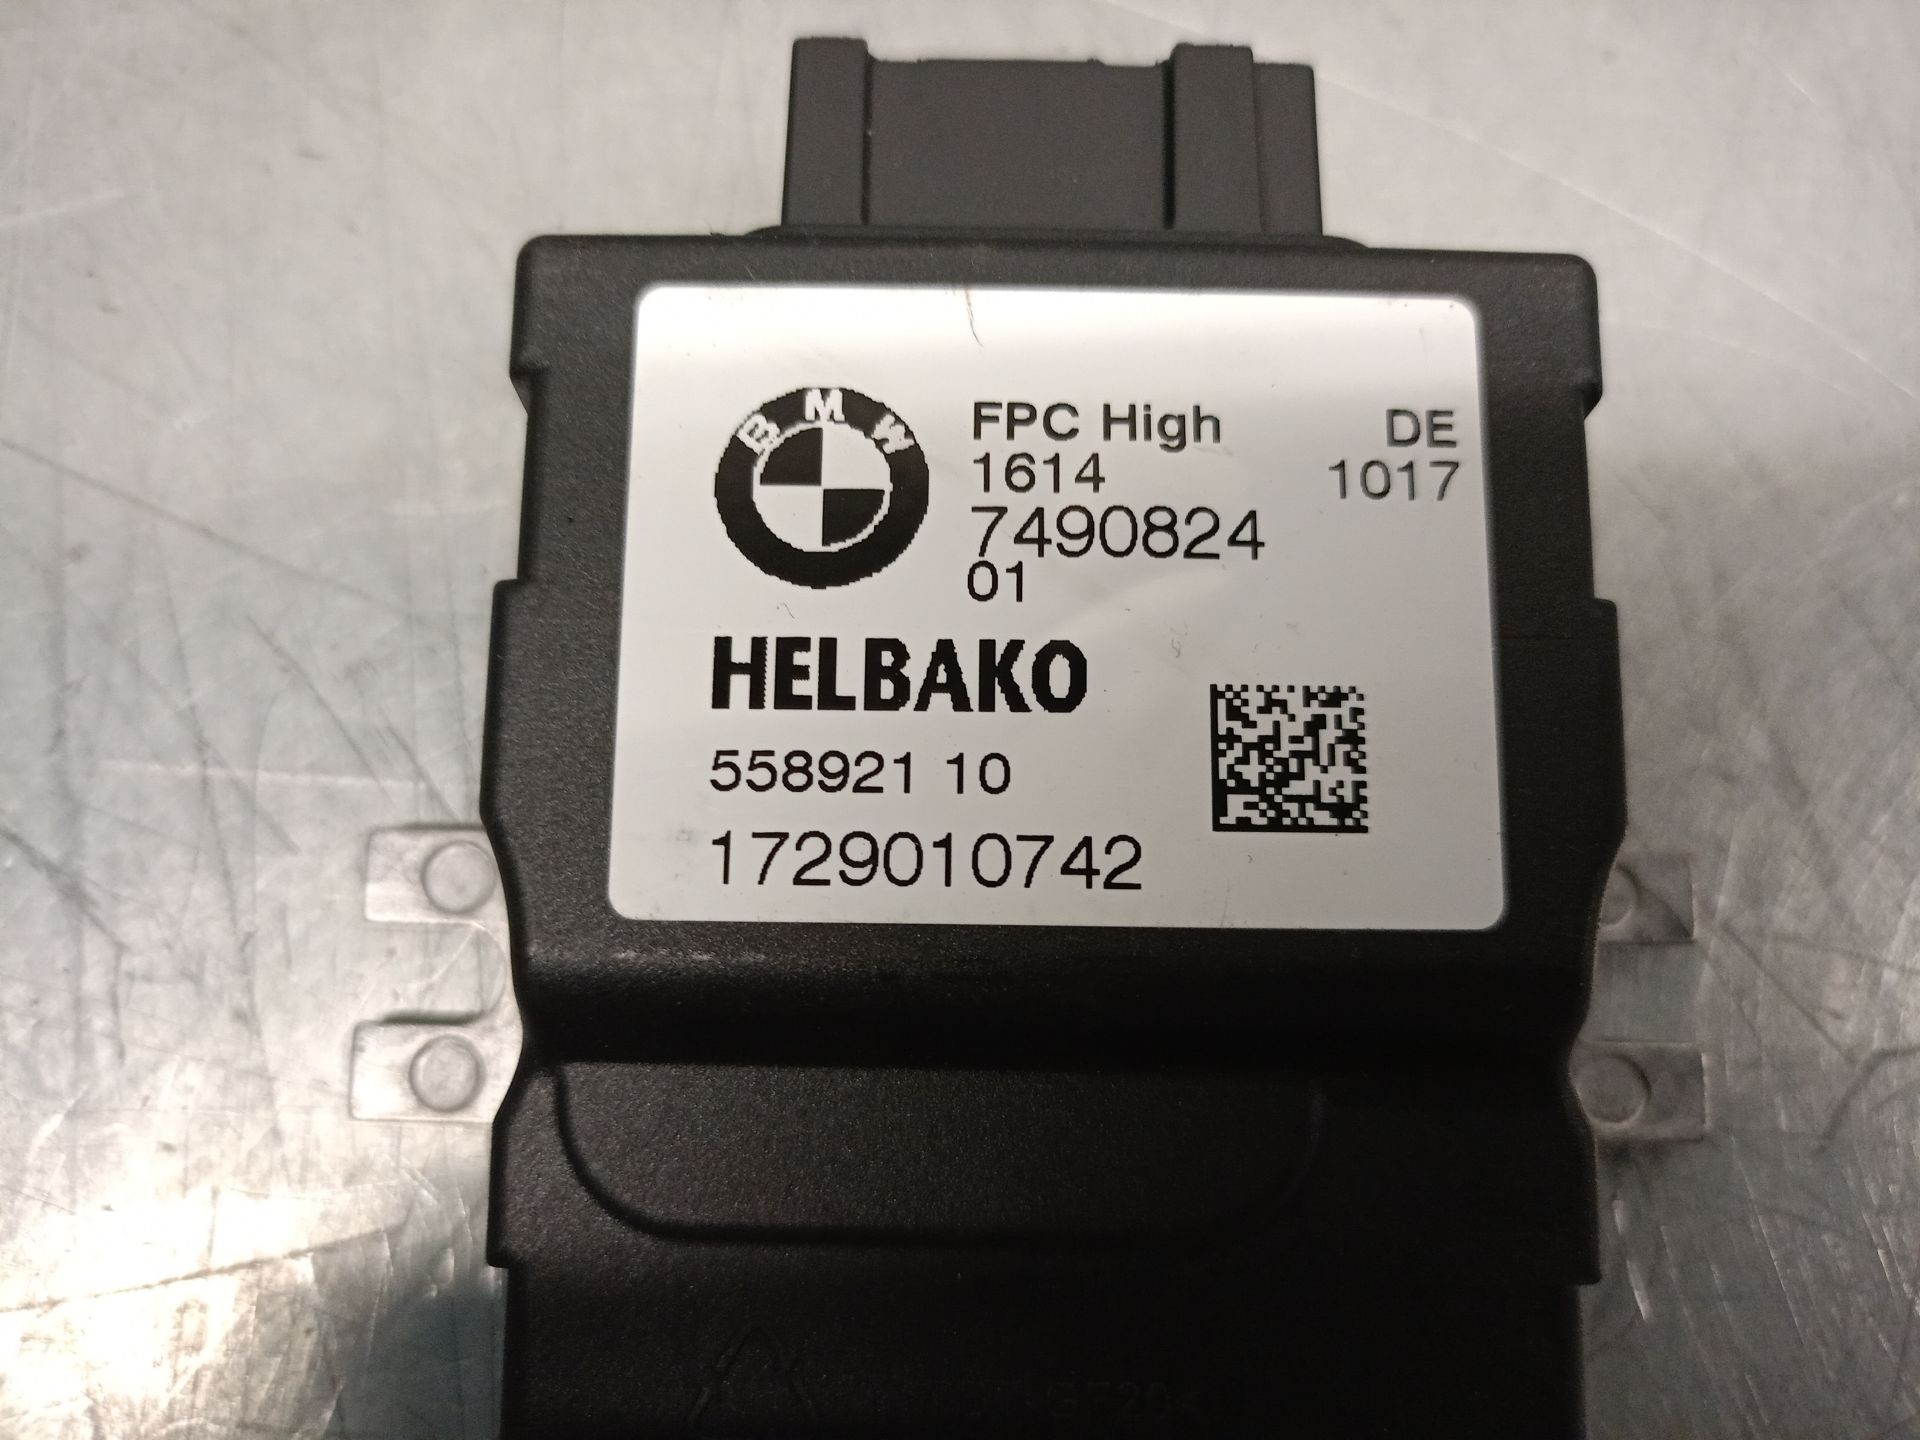 BMW
FPC High DE
1614 1017
7490824
01
HELBAKO
558921 10
1729010742